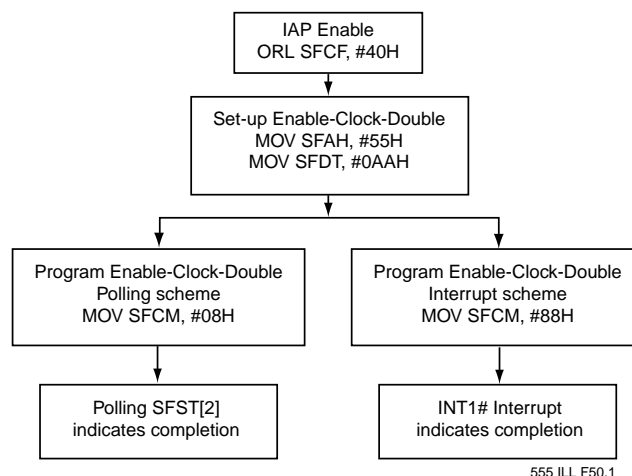 IAP Enable
ORL SFCF, #40H
Set-up Enable-Clock-Double
MOV SFAH, #55H
MOV SFDT, #0AAH
Program Enable-Clock-Double
Polling scheme
MOV SFCM, #08H
Program Enable-Clock-Double
Interrupt scheme
MOV SFCM, #88H
Polling SFST[2]
indicates completion
INT1# Interrupt
indicates completion
555 ILL F50.1